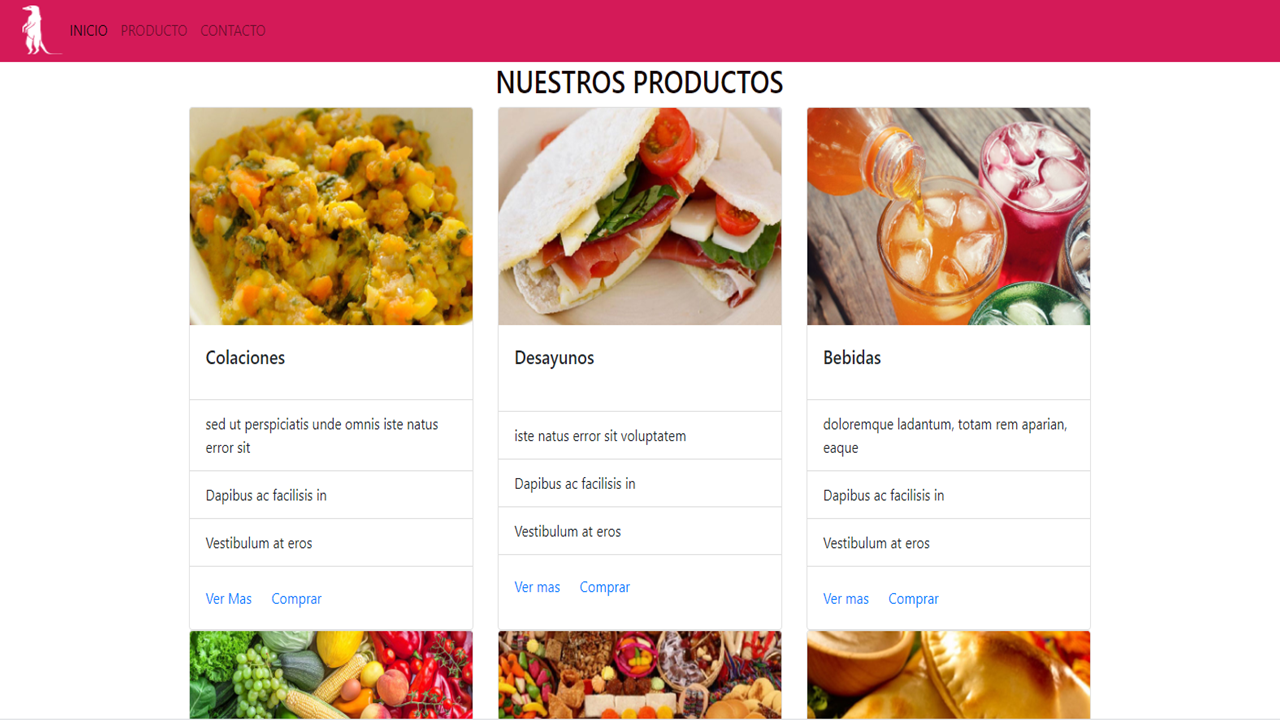 INICIO PRODUCTO CONTACTO
NUESTROS PRODUCTOS
Colaciones
sed ut perspiciatis unde omnis iste natus
error sit
Dapibus ac facilisis in
Vestibulum at eros
Ver Mas Comprar
Desayunos
iste natus error sit voluptatem
Dapibus ac facilisis in
Vestibulum at eros
Ver mas Comprar
Bebidas
doloremque ladantum, totam rem aparian,
eaque
Dapibus ac facilisis in
Vestibulum at eros
Ver mas Comprar